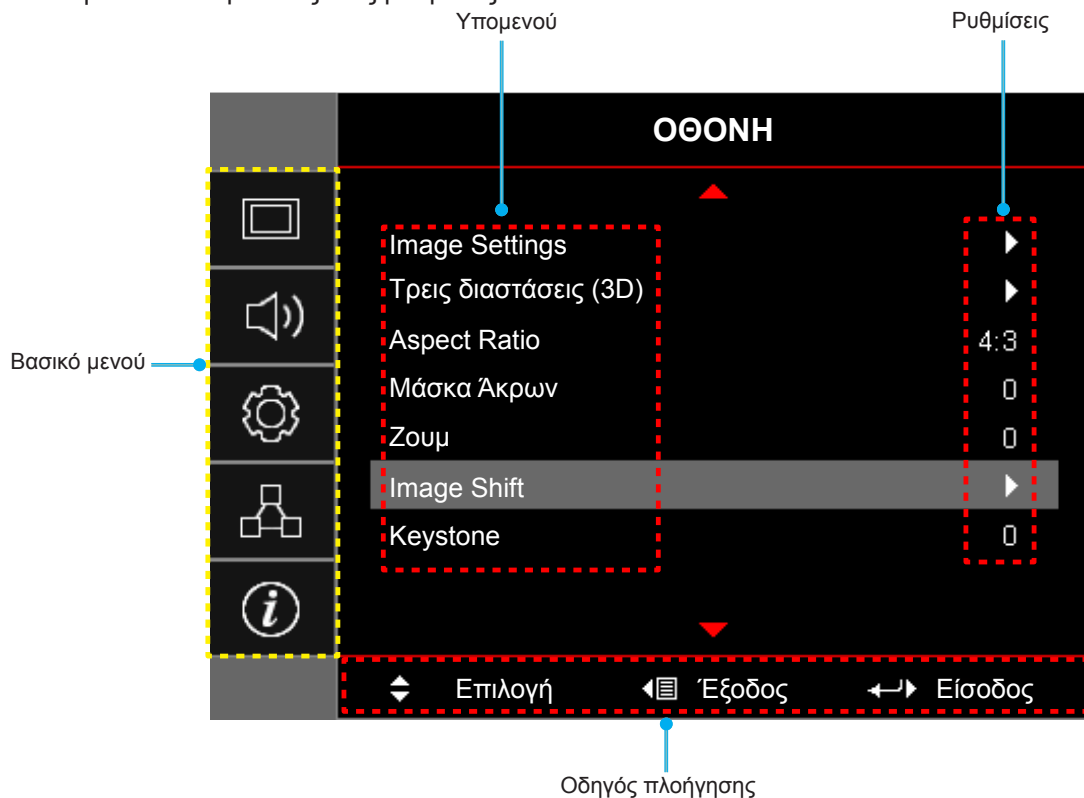 Υπομενού
Ρυθμίσεις
ΟΘΟΝΗ
Image Settings
Τρεις διαστάσεις (3D)
Aspect Ratio 4:3
Βασικό μενού
Μάσκα Άκρων 0
Ζουμ 0
Image Shift
Keystone 0
Επιλογή Έξοδος Είσοδος
Οδηγός πλοήγησης